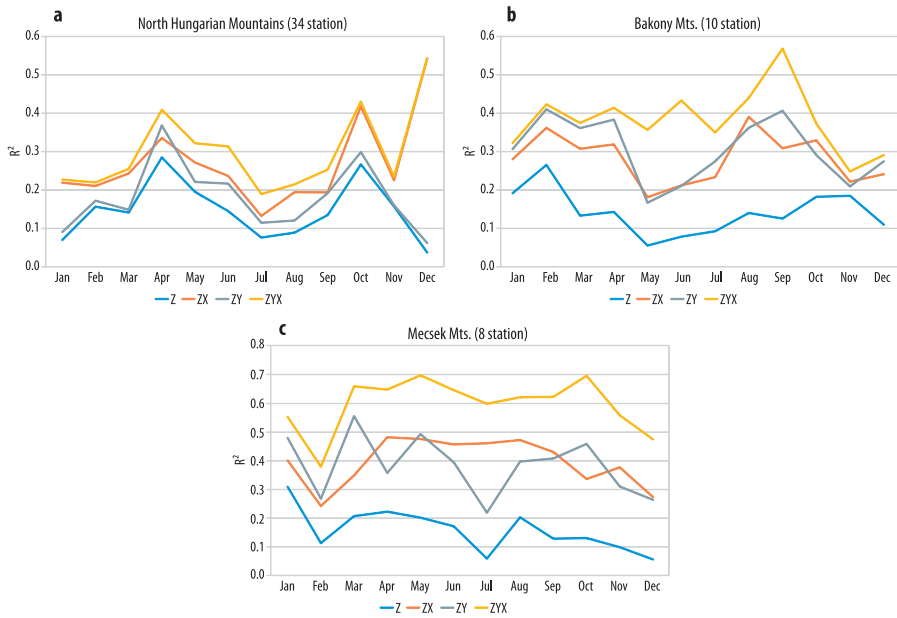 a
North Hungarian Mountains (34 station)
0.6
0.5
0.4
0.3
0.2
0.1
0.0
R²
Jan Feb Mar Apr May Jun Jul Aug Sep Oct Nov Dec
Z ZX ZY ZYX
b
Bakony Mts. (10 station)
0.6
0.5
0.4
0.3
0.2
0.1
0.0
R²
Jan Feb Mar Apr May Jun Jul Aug Sep Oct Nov Dec
Z ZX ZY ZYX
c
Mecsek Mts. (8 station)
0.8
0.7
0.6
0.5
0.4
0.3
0.2
0.1
0.0
R²
Jan Feb Mar Apr May Jun Jul Aug Sep Oct Nov Dec
Z ZX ZY ZYX